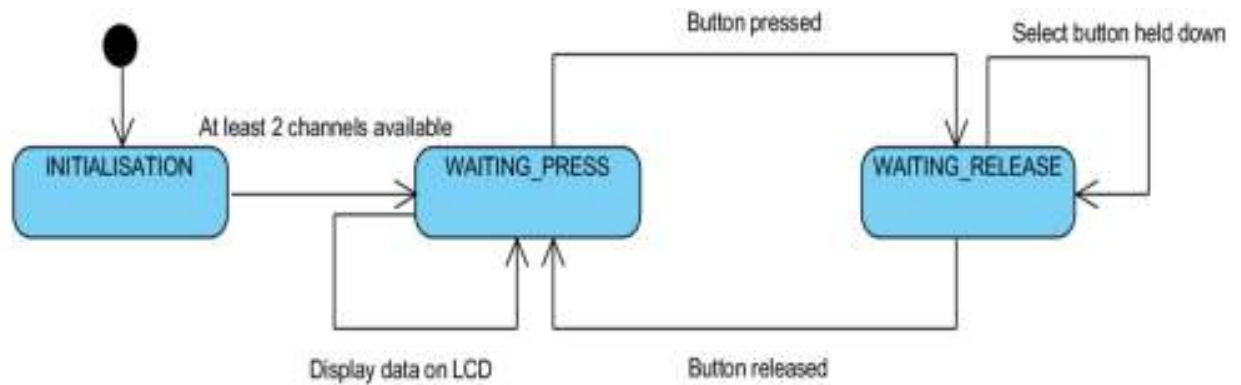 Button pressed
Select button held down
At least 2 channels available
INITIALISATION
WAITING_PRESS
WAITING_RELEASE
Display data on LCD
Button released